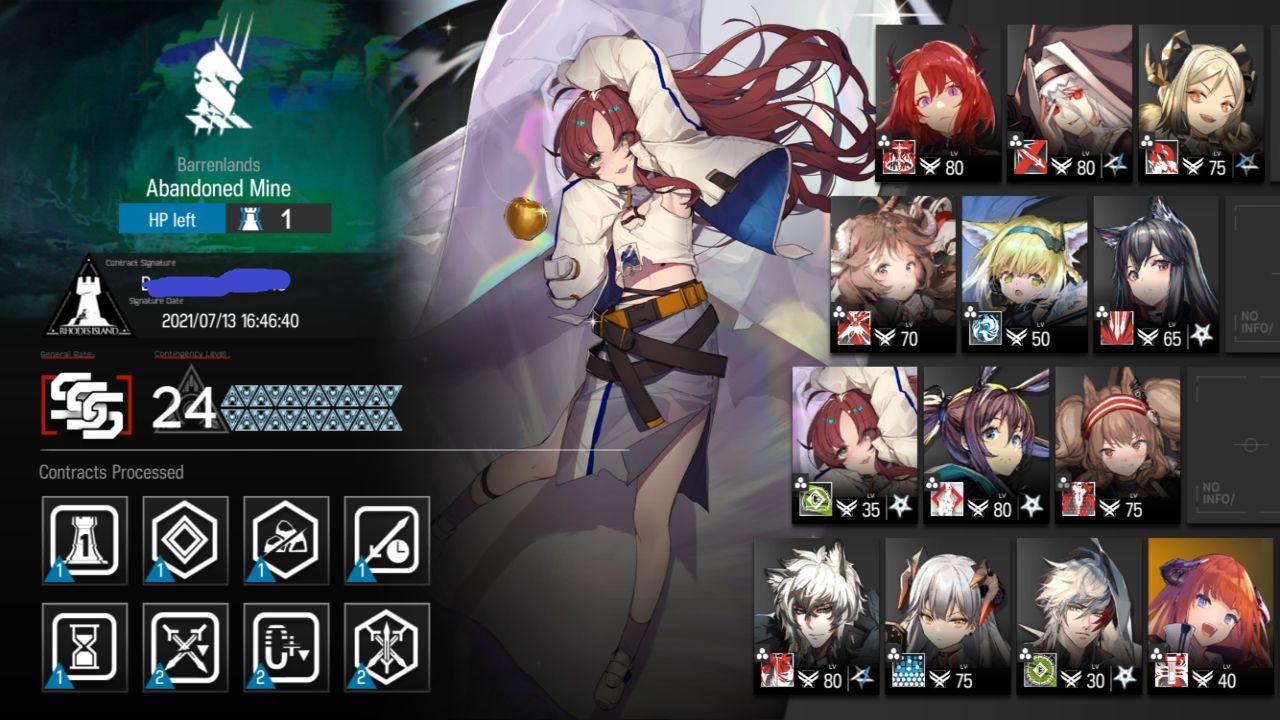 Barrenlands
Abandoned Mine
HP left 1
Contract Signature
Signature Date
2021/07/13 16:46:40
RHODES ISLAND
General Rate:
Contingency Level:
SSS
24
Contracts Processed
1
1 1 1 1
1 2 2 2
LV 80
LV 80
LV 75
LV 70
LV 50
LV 65
NO INFO/
LV 35
LV 80
LV 75
NO INFO/
LV 80
LV 75
LV 30
LV 40